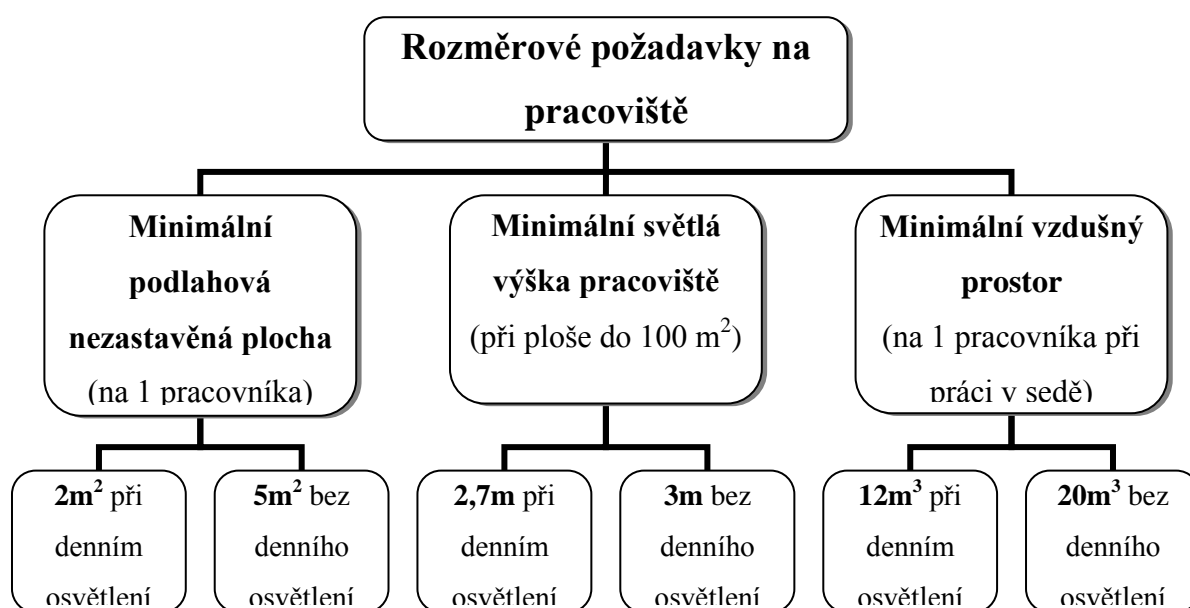 Rozměrové požadavky na
pracoviště
Minimální
podlahová
nezastavěná plocha
(na 1 pracovníka)
Minimální světlá
výška pracoviště
(při ploše do 100 m²)
Minimální vzdušný
prostor
(na 1 pracovníka při
práci v sedě)
2m² při
denním
osvětlení
5m² bez
denního
osvětlení
2,7m při
denním
osvětlení
3m bez
denního
osvětlení
12m³ při
denním
osvětlení
20m³ bez
denního
osvětlení